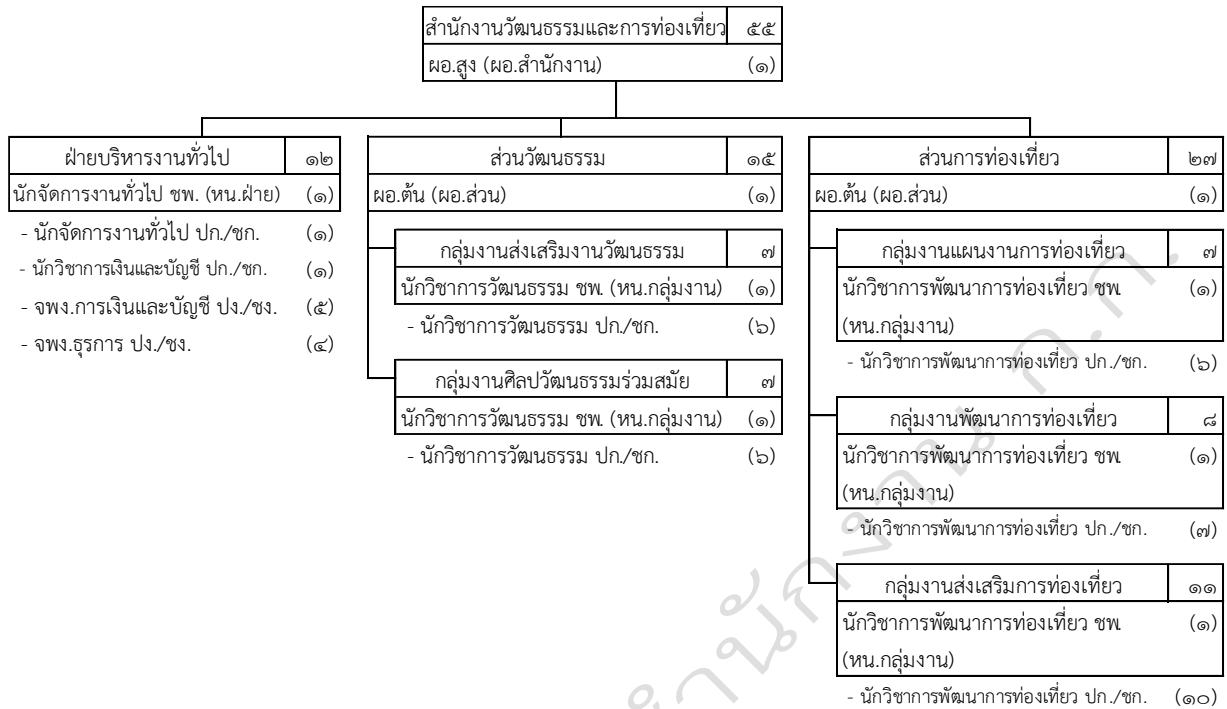 สำนักงานวัฒนธรรมและการท่องเที่ยว ๕๕
ผอ.สูง (ผอ.สำนักงาน) (๑)
ฝ่ายบริหารงานทั่วไป ๑๒
นักจัดการงานทั่วไป ชพ. (หน.ฝ่าย) (๑)
- นักจัดการงานทั่วไป ปก./ชก. (๑)
- นักวิชาการเงินและบัญชี ปก./ชก. (๑)
- จพง.การเงินและบัญชี ปง./ชง. (๕)
- จพง.ธุรการ ปง./ชง. (๔)
ส่วนวัฒนธรรม ๑๕
ผอ.ต้น (ผอ.ส่วน) (๑)
กลุ่มงานส่งเสริมงานวัฒนธรรม ๗
นักวิชาการวัฒนธรรม ชพ. (หน.กลุ่มงาน) (๑)
- นักวิชาการวัฒนธรรม ปก./ชก. (๖)
กลุ่มงานศิลปวัฒนธรรมร่วมสมัย ๗
นักวิชาการวัฒนธรรม ชพ. (หน.กลุ่มงาน) (๑)
- นักวิชาการวัฒนธรรม ปก./ชก. (๖)
ส่วนการท่องเที่ยว ๒๗
ผอ.ต้น (ผอ.ส่วน) (๑)
กลุ่มงานแผนงานการท่องเที่ยว ๗
นักวิชาการพัฒนาการท่องเที่ยว ชพ. (๑)
(หน.กลุ่มงาน)
- นักวิชาการพัฒนาการท่องเที่ยว ปก./ชก. (๖)
กลุ่มงานพัฒนาการท่องเที่ยว ๘
นักวิชาการพัฒนาการท่องเที่ยว ชพ. (๑)
(หน.กลุ่มงาน)
- นักวิชาการพัฒนาการท่องเที่ยว ปก./ชก. (๗)
กลุ่มงานส่งเสริมการท่องเที่ยว ๑๑
นักวิชาการพัฒนาการท่องเที่ยว ชพ. (๑)
(หน.กลุ่มงาน)
- นักวิชาการพัฒนาการท่องเที่ยว ปก./ชก. (๑๐)
สำนักงาน ก.ก.